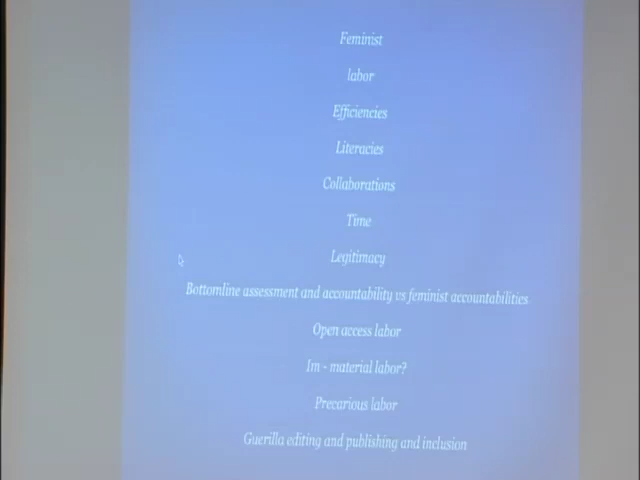 Feminist
labor
Efficiencies
Literacies
Collaborations
Time
Legitimacy
Bottomline assessment and accountability vs feminist accountabilities
Open access labor
Im - material labor?
Precarious labor
Guerilla editing and publishing and inclusion